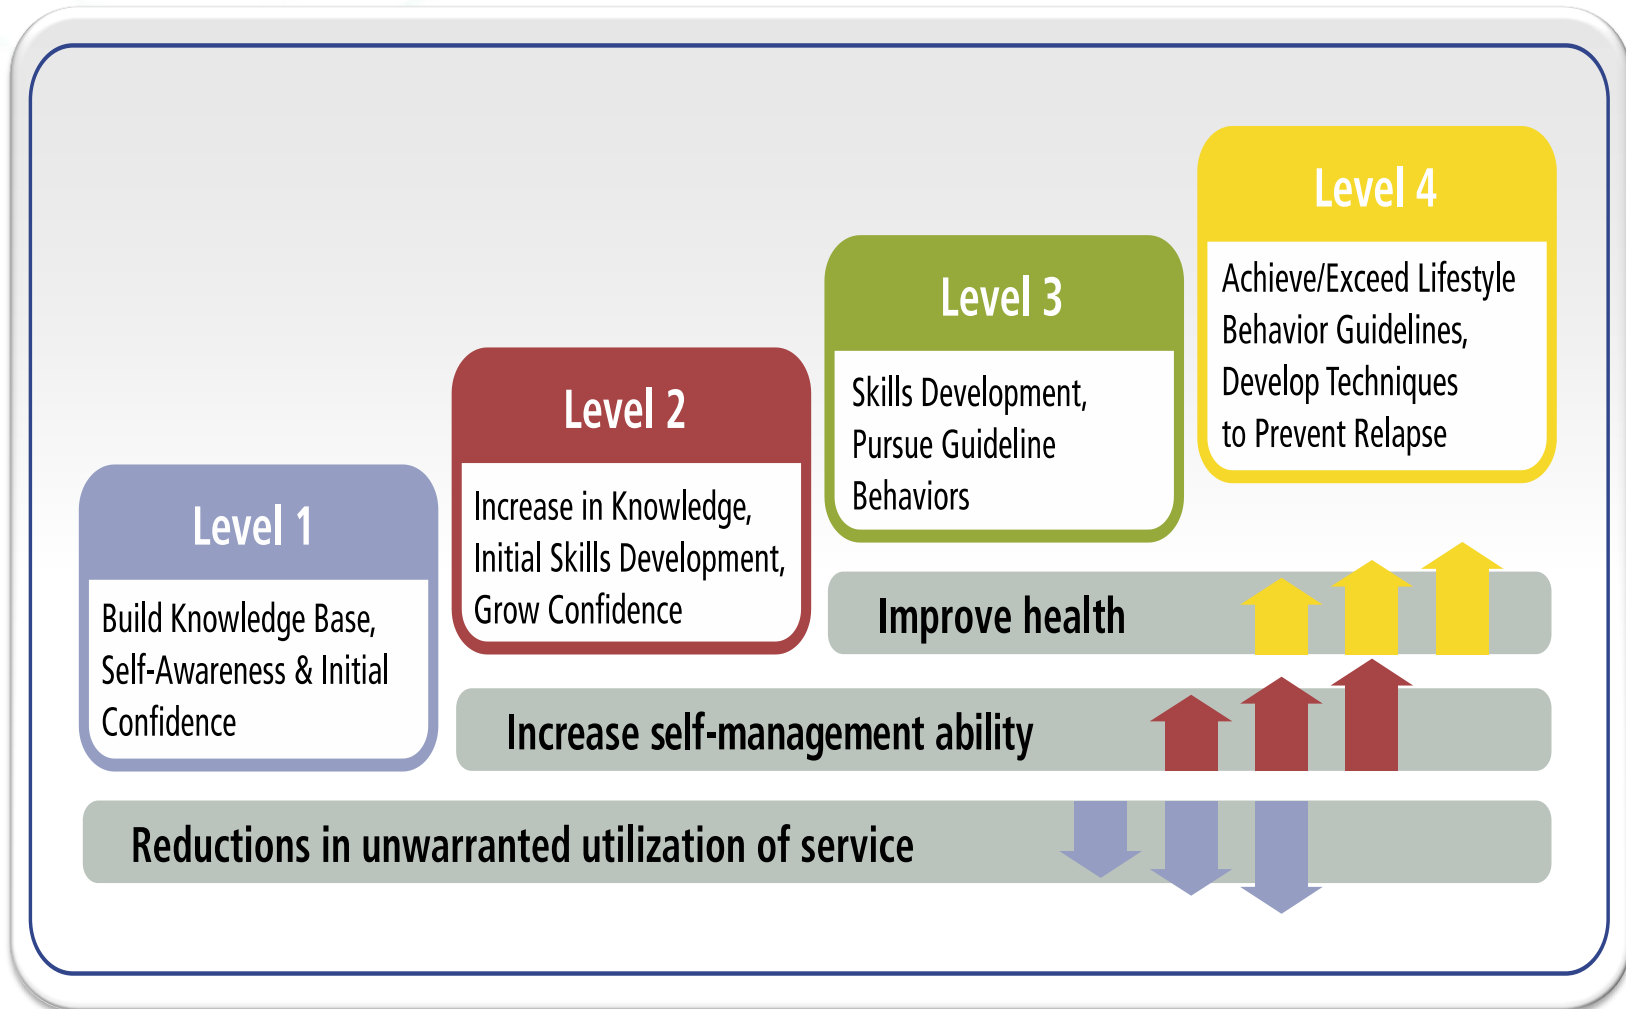 Level 1
Build Knowledge Base,
Self-Awareness & Initial
Confidence
Level 2
Increase in Knowledge,
Initial Skills Development,
Grow Confidence
Level 3
Skills Development,
Pursue Guideline
Behaviors
Level 4
Achieve/Exceed Lifestyle
Behavior Guidelines,
Develop Techniques
to Prevent Relapse
Improve health
Increase self-management ability
Reductions in unwarranted utilization of service